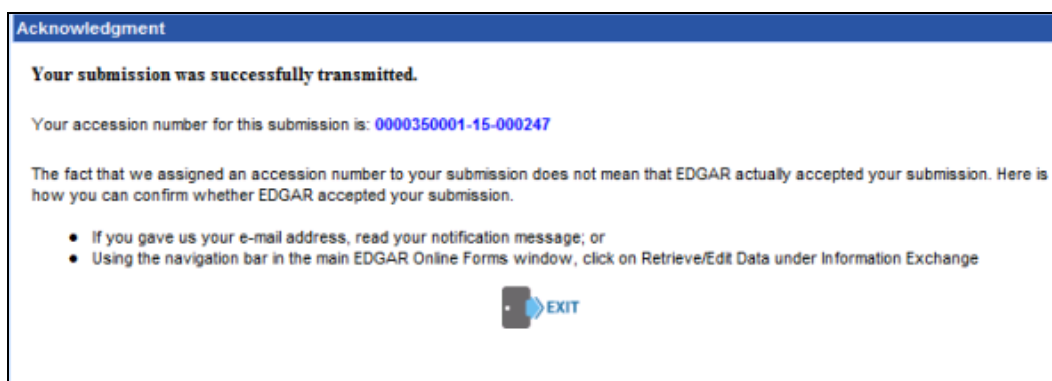 Acknowledgment
Your submission was successfully transmitted.
Your accession number for this submission is: 0000350001-15-000247
The fact that we assigned an accession number to your submission does not mean that EDGAR actually accepted your submission. Here is
how you can confirm whether EDGAR accepted your submission.
• If you gave us your e-mail address, read your notification message; or
• Using the navigation bar in the main EDGAR Online Forms window, click on Retrieve/Edit Data under Information Exchange
EXIT